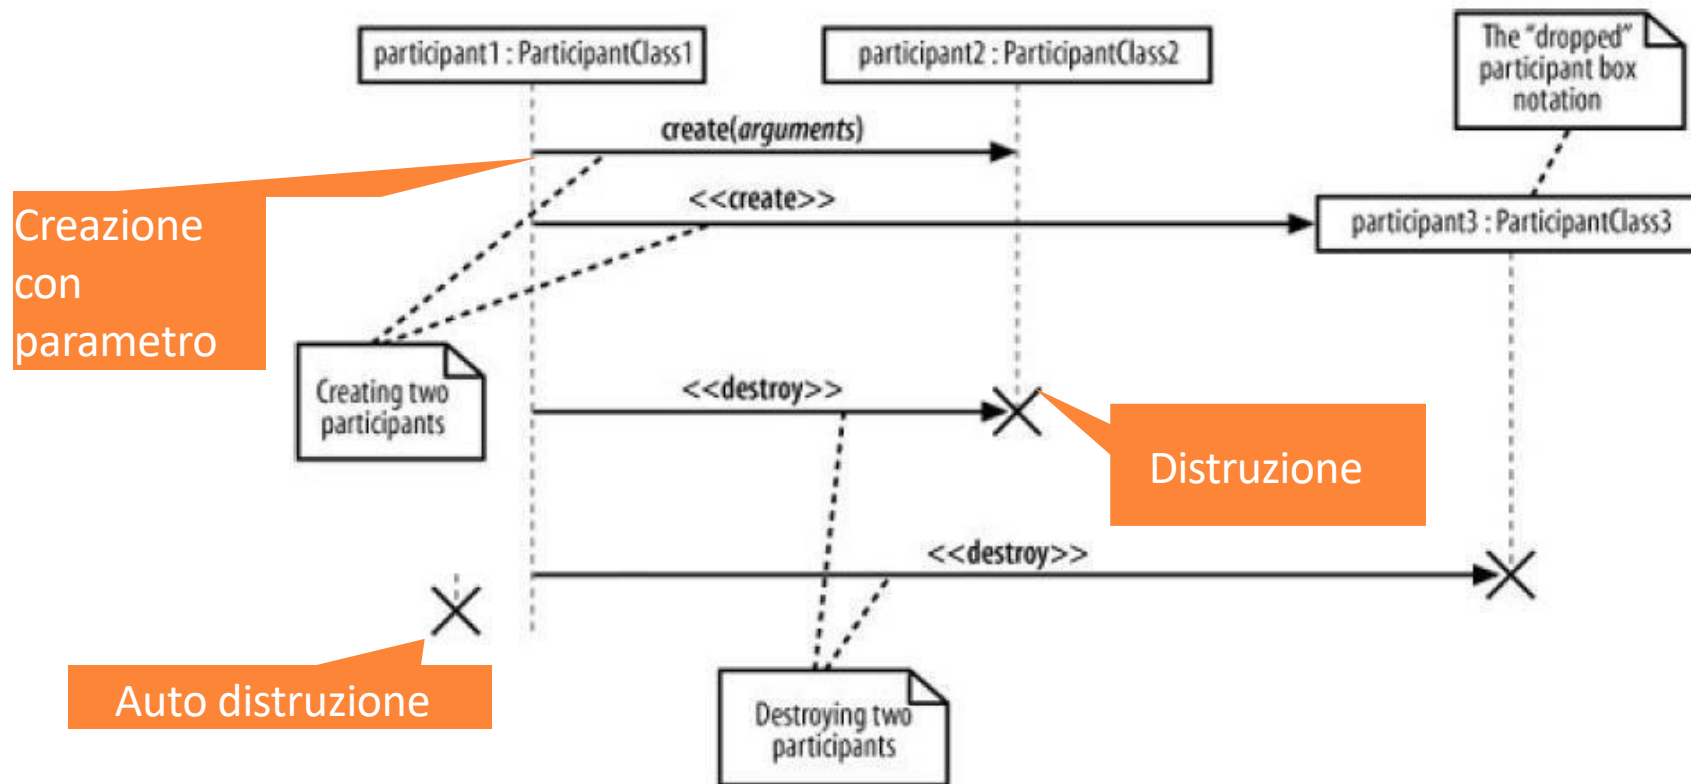 participant1 : ParticipantClass1
participant2 : ParticipantClass2
The “dropped”
participant box
notation
create(arguments)
<<create>>
participant3 : ParticipantClass3
Creazione
con
parametro
Creating two
participants
<<destroy>>
Distruzione
<<destroy>>
Auto distruzione
Destroying two
participants